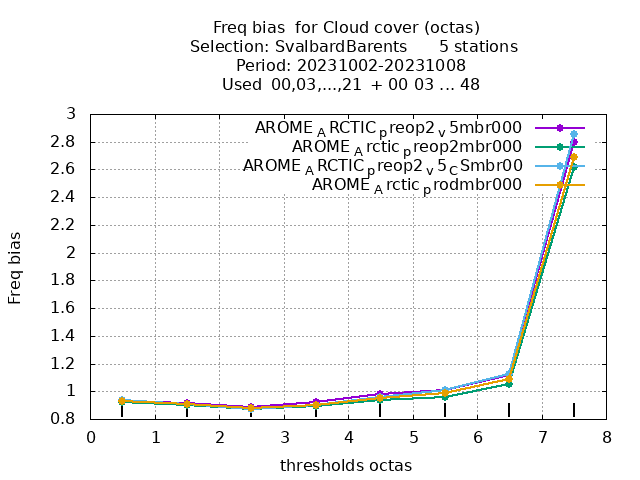 Freq bias for Cloud cover (octas)
Selection: SvalbardBarents 5 stations
Period: 20231002-20231008
Used 00,03,...,21 + 00 03 ... 48
AROME_ARCTIC_preop2_v5mbr000
AROME_Arctic_preop2mbr000
AROME_ARCTIC_preop2_v5_CSmbr00
AROME_Arctic_prodmbr000
3
2.8
2.6
2.4
2.2
2
1.8
1.6
1.4
1.2
1
0.8
Freq bias
0 1 2 3 4 5 6 7 8
thresholds octas